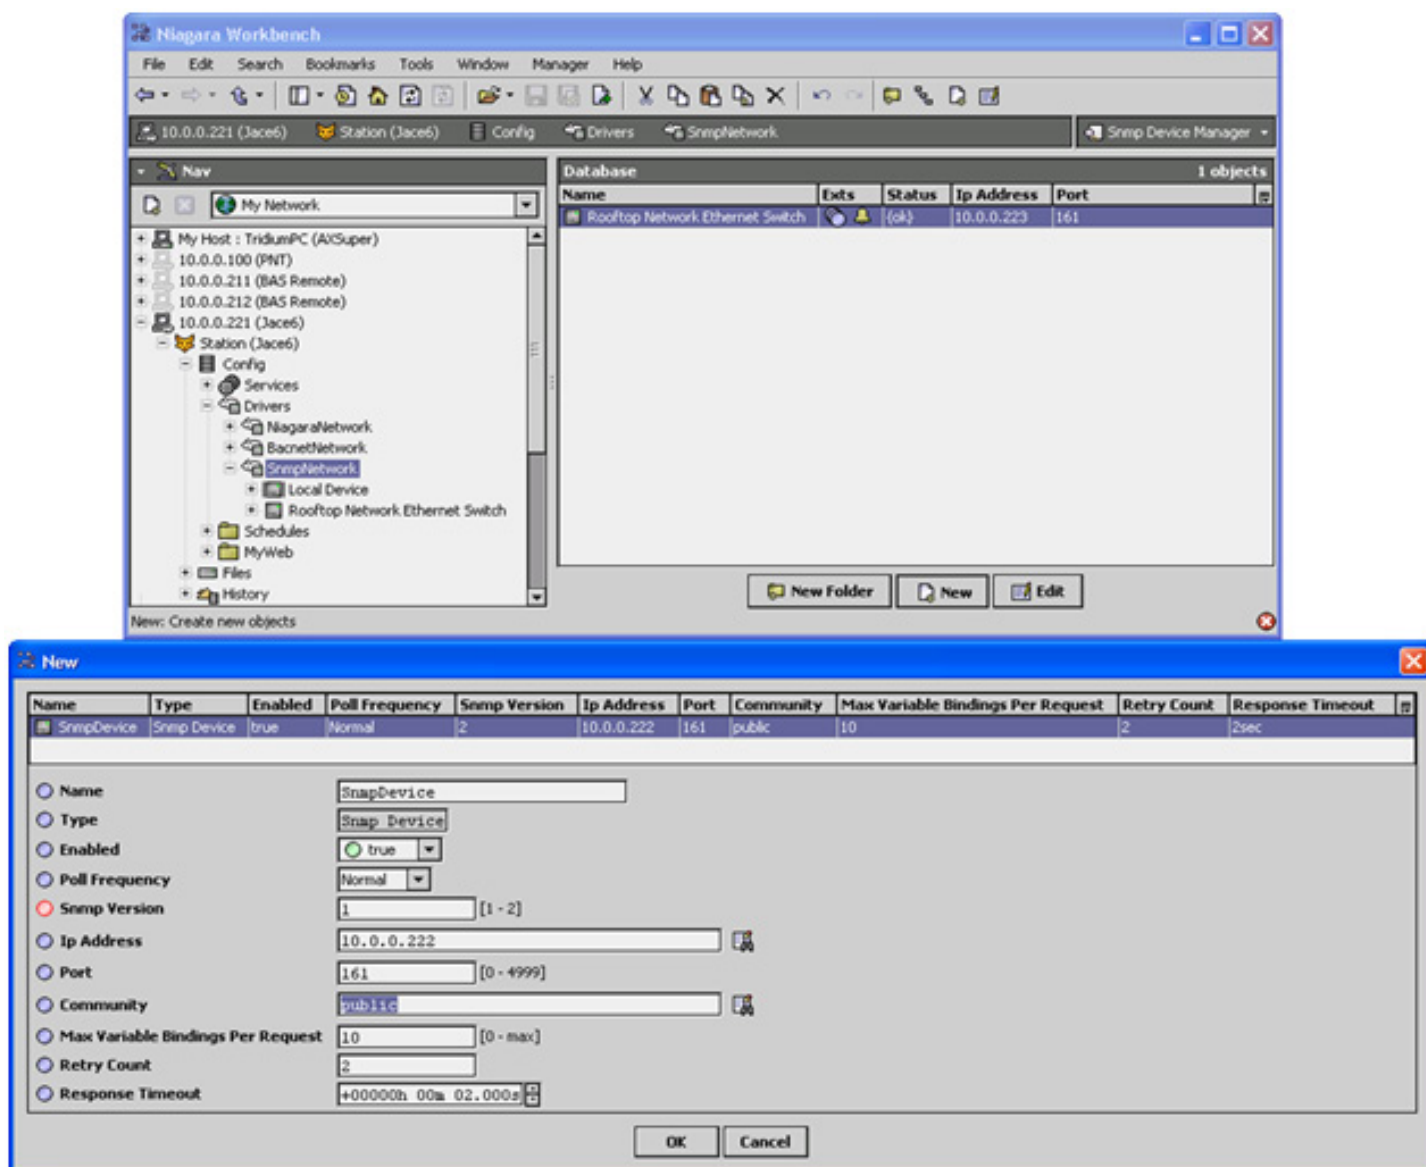 Niagara Workbench
File Edit Search Bookmarks Tools Window Manager Help
10.0.0.221 (Jace6) Station (Jace6) Config Drivers SnmpNetwork Snmp Device Manager
Nav
My Network
My Host : TridiumPC (AXSuper)
10.0.0.100 (PNT)
10.0.0.211 (BAS Remote)
10.0.0.212 (BAS Remote)
10.0.0.221 (Jace6)
Station (Jace6)
Config
Services
Drivers
NiagaraNetwork
BacnetNetwork
SnmpNetwork
Local Device
Rooftop Network Ethernet Switch
Schedules
MyWeb
Files
History
Database 1 objects
Name Exts Status Ip Address Port
Rooftop Network Ethernet Switch {ok} 10.0.0.223 161
New Folder New Edit
New: Create new objects
New
Name Type Enabled Poll Frequency Snmp Version Ip Address Port Community Max Variable Bindings Per Request Retry Count Response Timeout
SnmpDevice Snmp Device true Normal 2 10.0.0.222 161 public 10 2 2sec
Name SnmpDevice
Type Snmp Device
Enabled true
Poll Frequency Normal
Snmp Version 1 [1 - 2]
Ip Address 10.0.0.222
Port 161 [0 - 4999]
Community public
Max Variable Bindings Per Request 10 [0 - max]
Retry Count 2
Response Timeout +00000h 00m 02.000s
OK Cancel